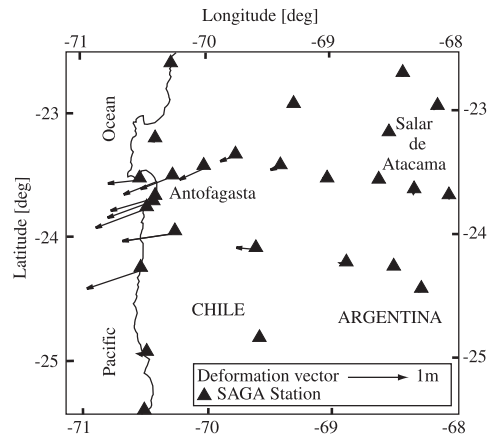 Longitude [deg]
-71
-70
-69
-68
-23
-23
Ocean
Salar
de
Atacama
Antofagasta
Latitude [deg]
-24
-24
CHILE
ARGENTINA
Pacific
-25
-25
Deformation vector 1m
SAGA Station
-71
-70
-69
-68